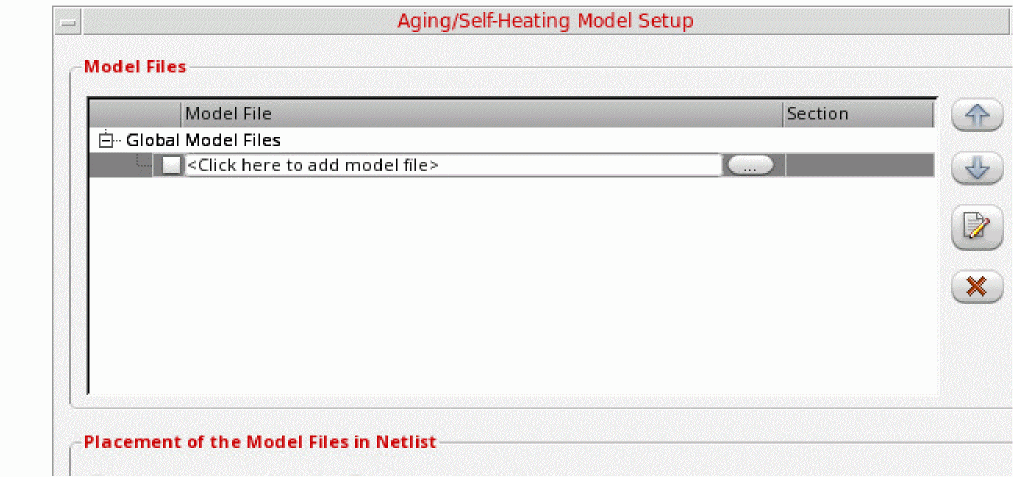 Aging/Self-Heating Model Setup
Model Files
Model File Section
Global Model Files
<Click here to add model file> ...
Placement of the Model Files in Netlist